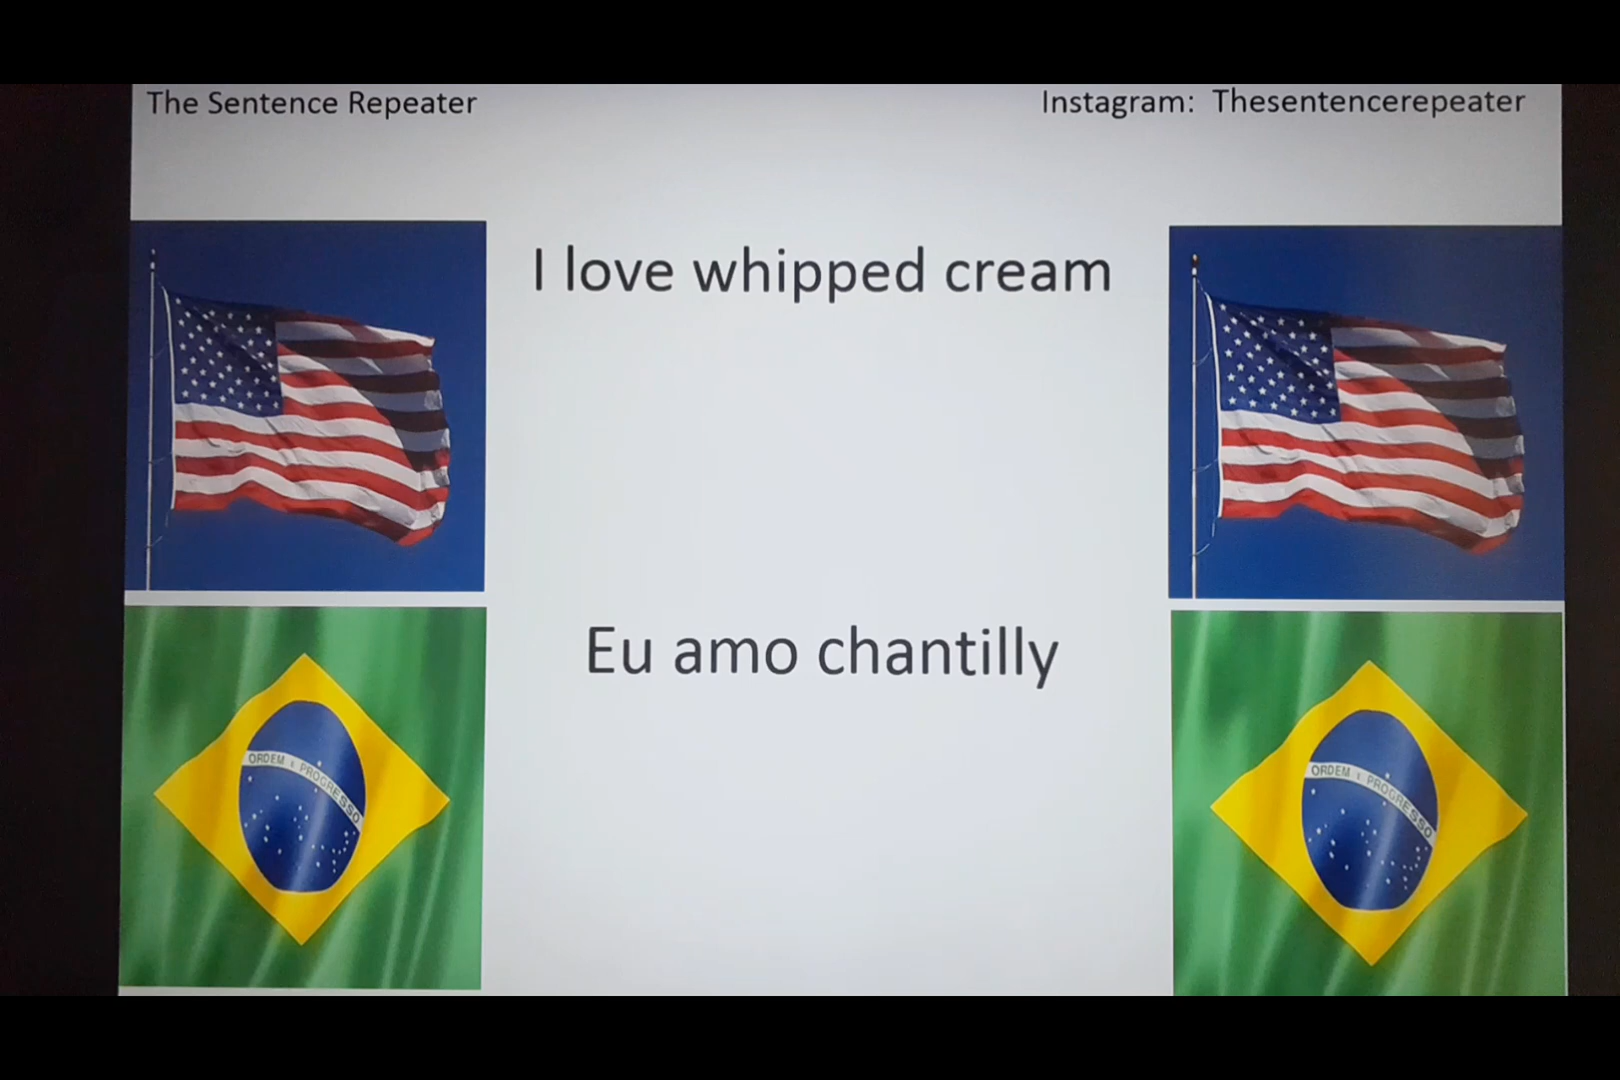 The Sentence Repeater
Instagram: Thesentencerepeater
I love whipped cream
Eu amo chantilly
ORDEM E PROGRESSO
ORDEM E PROGRESSO